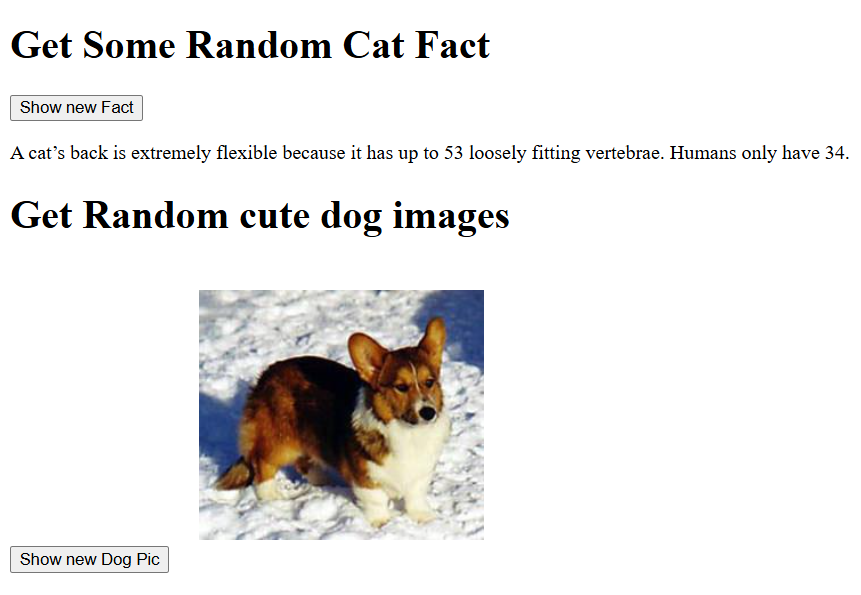 Get Some Random Cat Fact
Show new Fact
A cat’s back is extremely flexible because it has up to 53 loosely fitting vertebrae. Humans only have 34.
Get Random cute dog images
Show new Dog Pic